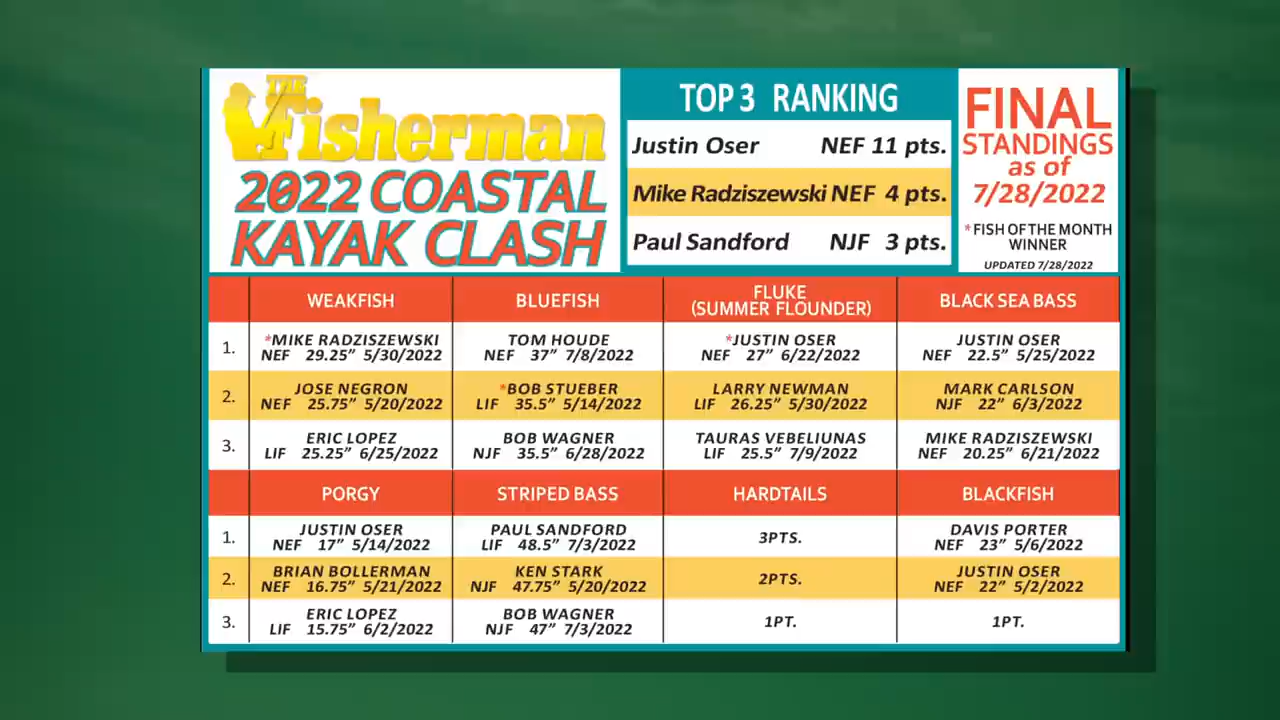 THE
Fisherman
2022 COASTAL
KAYAK CLASH
TOP 3 RANKING
Justin Oser NEF 11 pts.
Mike Radziszewski NEF 4 pts.
Paul Sandford NJF 3 pts.
FINAL
STANDINGS
as of
7/28/2022
* FISH OF THE MONTH
WINNER
UPDATED 7/28/2022
WEAKFISH BLUEFISH FLUKE (SUMMER FLOUNDER) BLACK SEA BASS
1. *MIKE RADZISZEWSKI TOM HOUDE *JUSTIN OSER JUSTIN OSER
NEF 29.25” 5/30/2022 NEF 37” 7/8/2022 NEF 27” 6/22/2022 NEF 22.5” 5/25/2022
2. JOSE NEGRON *BOB STUEBER LARRY NEWMAN MARK CARLSON
NEF 25.75” 5/20/2022 LIF 35.5” 5/14/2022 LIF 26.25” 5/30/2022 NJF 22” 6/3/2022
3. ERIC LOPEZ BOB WAGNER TAURAS VEBELIUNAS MIKE RADZISZEWSKI
LIF 25.25” 6/25/2022 NJF 35.5” 6/28/2022 LIF 25.5” 7/9/2022 NEF 20.25” 6/21/2022
PORGY STRIPED BASS HARDTAILS BLACKFISH
1. JUSTIN OSER PAUL SANDFORD 3PTS. DAVIS PORTER
NEF 17” 5/14/2022 LIF 48.5” 7/3/2022 NEF 23” 5/6/2022
2. BRIAN BOLLERMAN KEN STARK 2PTS. JUSTIN OSER
NEF 16.75” 5/21/2022 NJF 47.75” 5/20/2022 NEF 22” 5/2/2022
3. ERIC LOPEZ BOB WAGNER 1PT. 1PT.
LIF 15.75” 6/2/2022 NJF 47” 7/3/2022